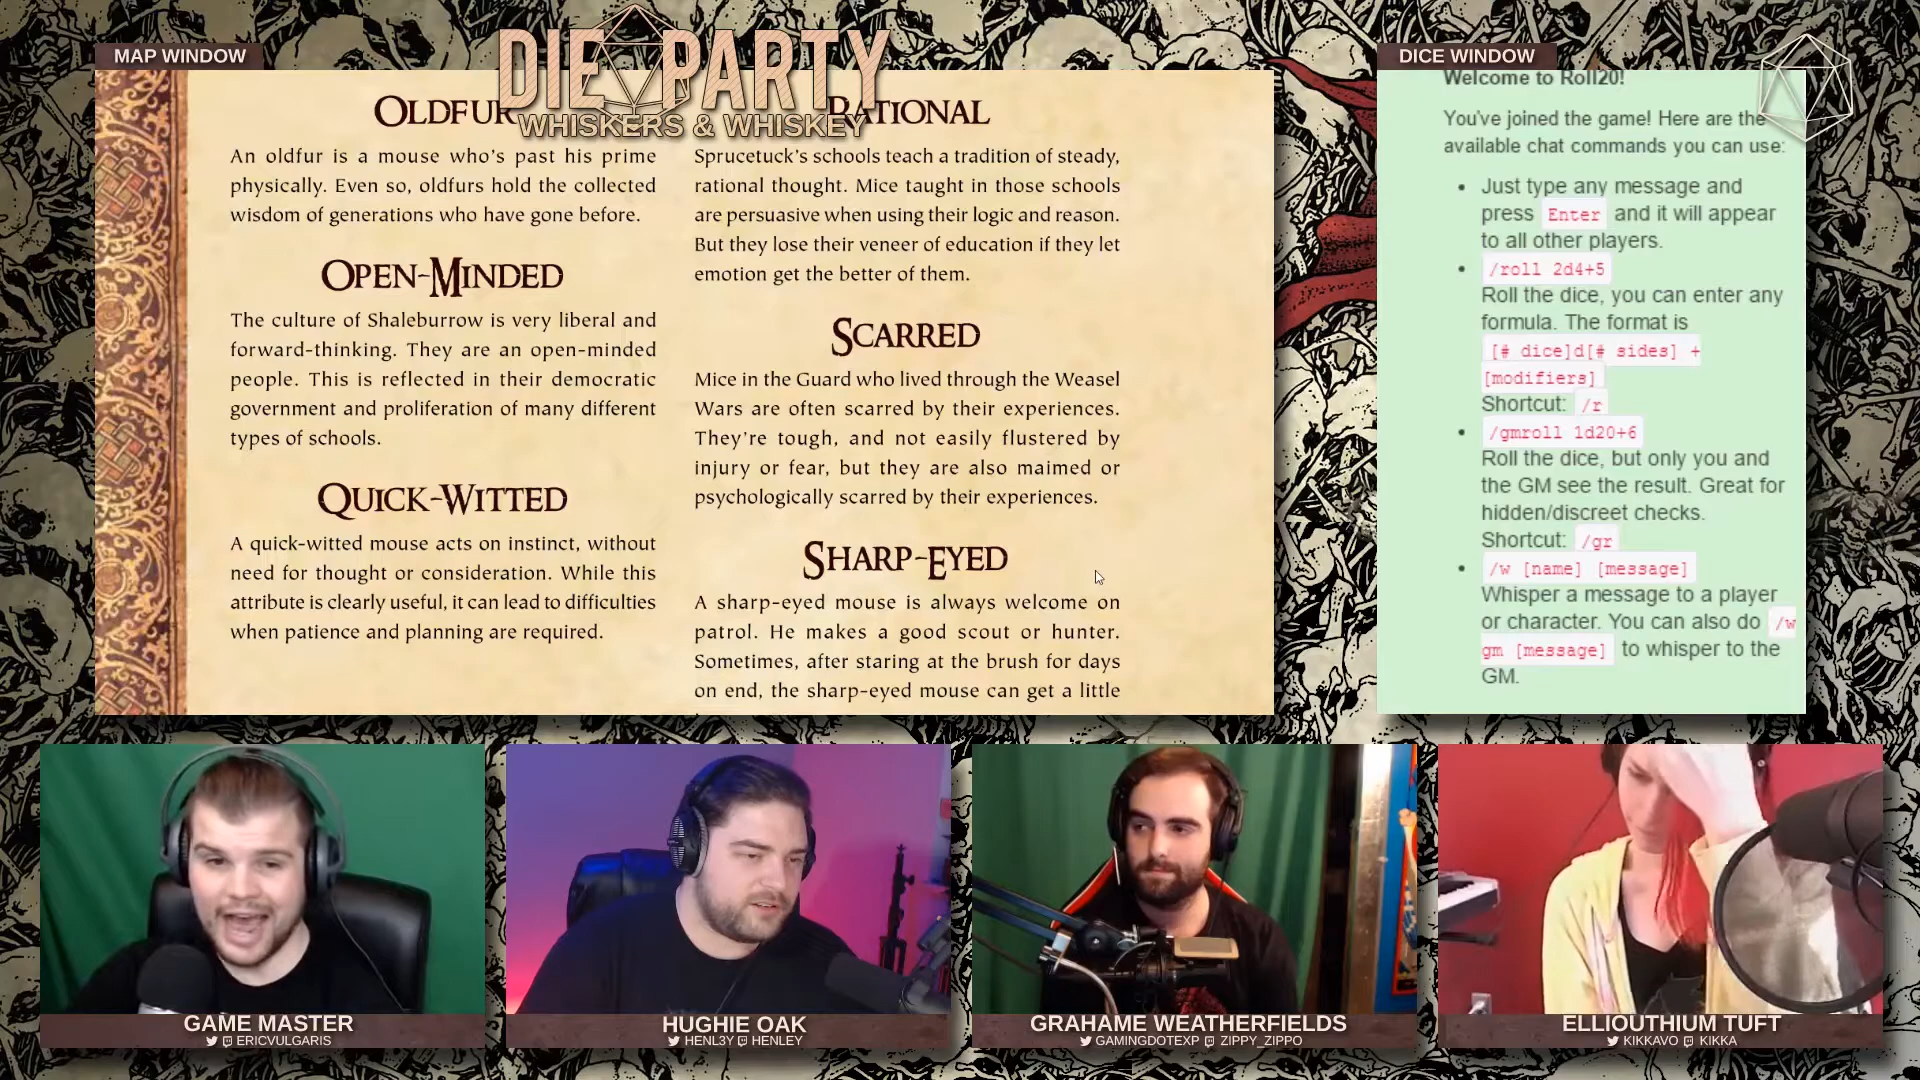 MAP WINDOW
DIE PARTY
WHISKERS & WHISKEY
OLDFUR
An oldfur is a mouse who's past his prime
physically. Even so, oldfurs hold the collected
wisdom of generations who have gone before.
OPEN-MINDED
The culture of Shaleburrow is very liberal and
forward-thinking. They are an open-minded
people. This is reflected in their democratic
government and proliferation of many different
types of schools.
QUICK-WITTED
A quick-witted mouse acts on instinct, without
need for thought or consideration. While this
attribute is clearly useful, it can lead to difficulties
when patience and planning are required.
RATIONAL
Sprucetuck's schools teach a tradition of steady,
rational thought. Mice taught in those schools
are persuasive when using their logic and reason.
But they lose their veneer of education if they let
emotion get the better of them.
SCARRED
Mice in the Guard who lived through the Weasel
Wars are often scarred by their experiences.
They're tough, and not easily flustered by
injury or fear, but they are also maimed or
psychologically scarred by their experiences.
SHARP-EYED
A sharp-eyed mouse is always welcome on
patrol. He makes a good scout or hunter.
Sometimes, after staring at the brush for days
on end, the sharp-eyed mouse can get a little
DICE WINDOW
Welcome to Roll20!
You've joined the game! Here are the
available chat commands you can use:
• Just type any message and
press Enter and it will appear
to all other players.
• /roll 2d4+5
Roll the dice, you can enter any
formula. The format is
[# dice]d[# sides] +
[modifiers]
Shortcut: /r
• /gmroll 1d20+6
Roll the dice, but only you and
the GM see the result. Great for
hidden/discreet checks.
Shortcut: /gr
• /w [name] [message]
Whisper a message to a player
or character. You can also do /w
gm [message] to whisper to the
GM.
GAME MASTER
ERICVULGARIS
HUGHIE OAK
HENL3Y HENLEY
GRAHAME WEATHERFIELDS
GAMINGDOTEXP ZIPPY_ZIPPO
ELLIOUTHIUM TUFT
KIKKAVO KIKKA